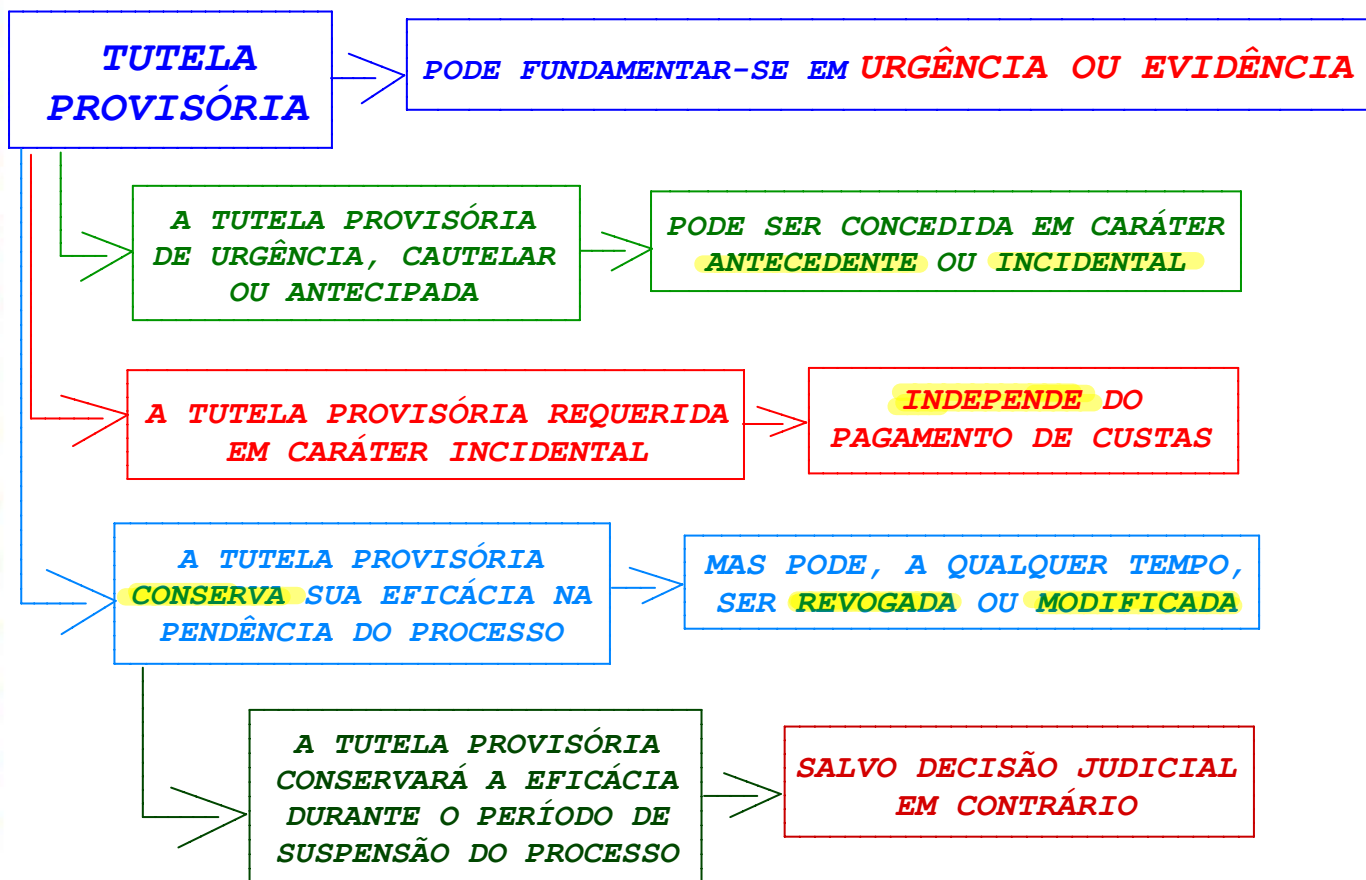 TUTELA
PROVISÓRIA
PODE FUNDAMENTAR-SE EM URGÊNCIA OU EVIDÊNCIA
A TUTELA PROVISÓRIA
DE URGÊNCIA, CAUTELAR
OU ANTECIPADA
PODE SER CONCEDIDA EM CARÁTER
ANTECEDENTE OU INCIDENTAL
A TUTELA PROVISÓRIA REQUERIDA
EM CARÁTER INCIDENTAL
INDEPENDE DO
PAGAMENTO DE CUSTAS
A TUTELA PROVISÓRIA
CONSERVA SUA EFICÁCIA NA
PENDÊNCIA DO PROCESSO
MAS PODE, A QUALQUER TEMPO,
SER REVOGADA OU MODIFICADA
A TUTELA PROVISÓRIA
CONSERVARÁ A EFICÁCIA
DURANTE O PERÍODO DE
SUSPENSÃO DO PROCESSO
SALVO DECISÃO JUDICIAL
EM CONTRÁRIO